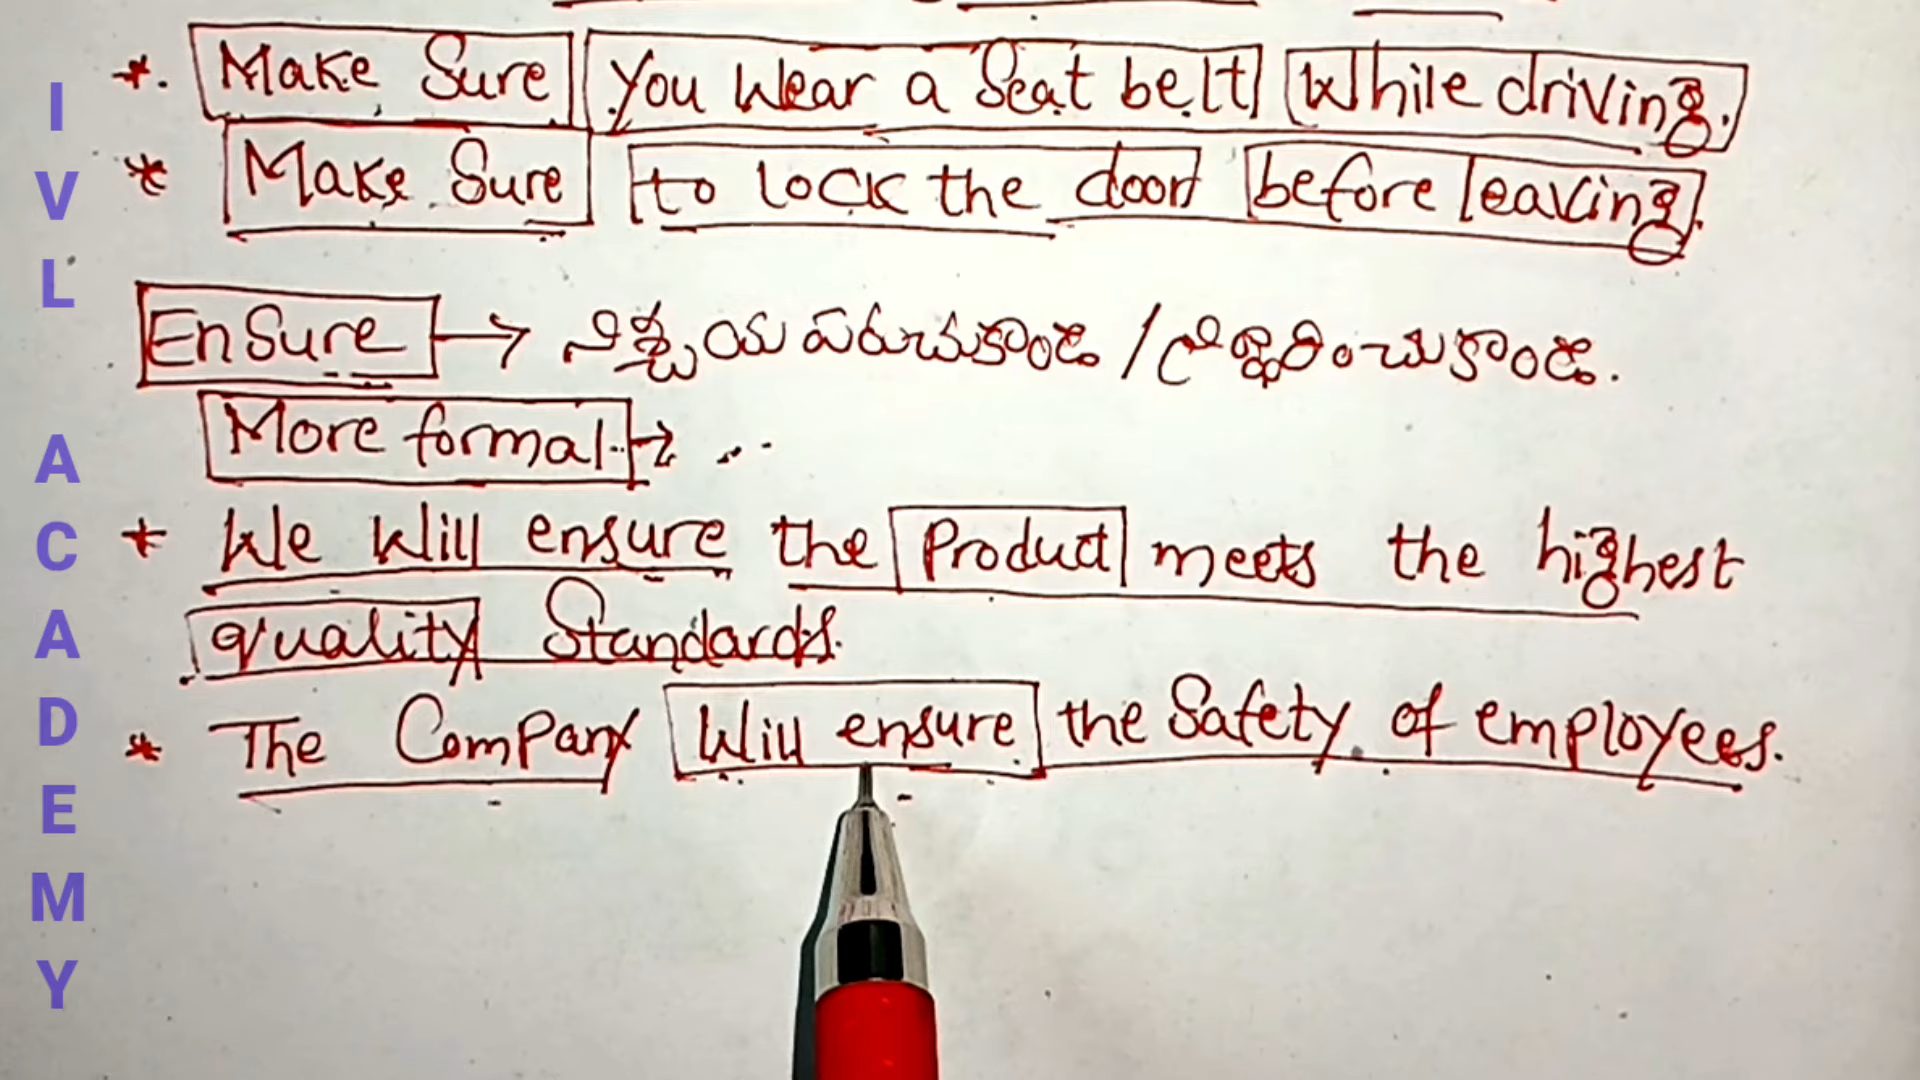 *. Make Sure you Wear a Seat belt While driving.
* Make Sure to lock the door before leaving.
Ensure → నిశ్చయ పరుచుకొండి / నిర్ధారించుకొండి.
More formal → ...
* We Will ensure the Product meets the highest
quality Standards.
* The Company Will ensure the Safety of employees.
IVL ACADEMY